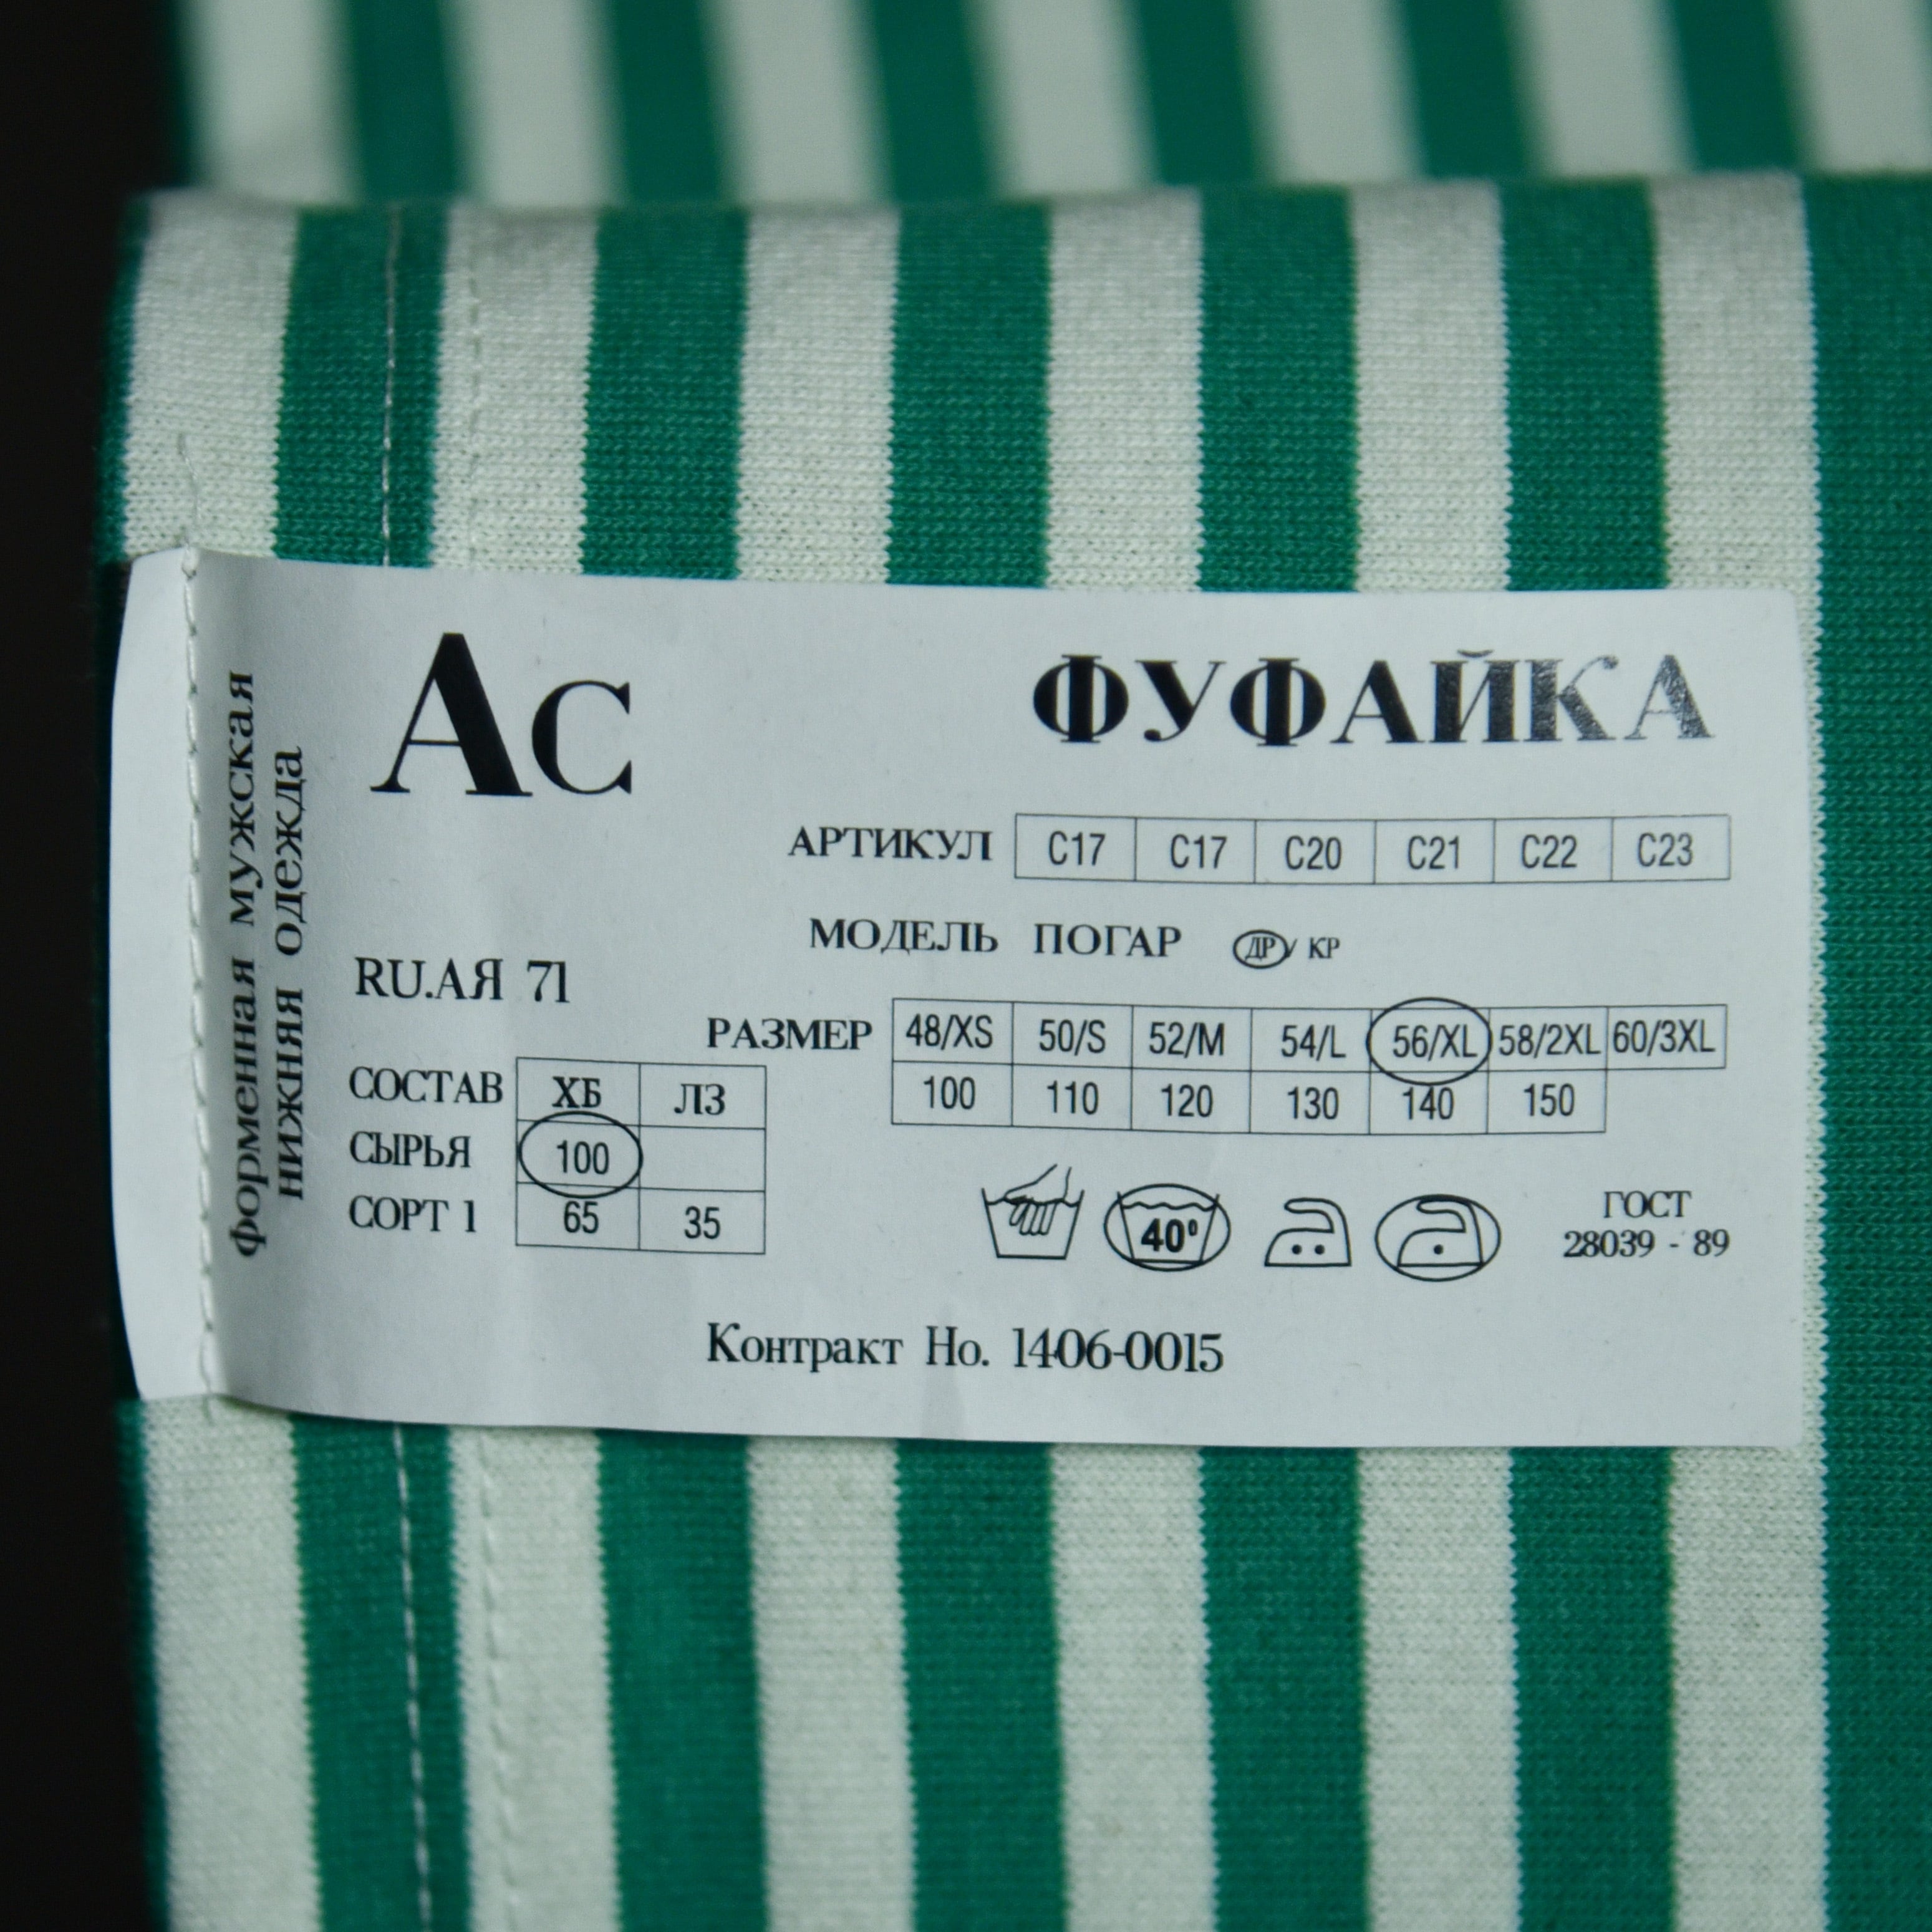 форменная мужская
нижняя одежда
Ас
ФУФАЙКА
АРТИКУЛ C17 C17 C20 C21 C22 C23
МОДЕЛЬ ПОГАР ДР/ КР
RU.АЯ 71
РАЗМЕР 48/XS 50/S 52/M 54/L 56/XL 58/2XL 60/3XL
100 110 120 130 140 150
СОСТАВ ХБ ЛЗ
СЫРЬЯ 100
СОРТ 1 65 35
40⁰
ГОСТ
28039 - 89
Контракт Но. 1406-0015